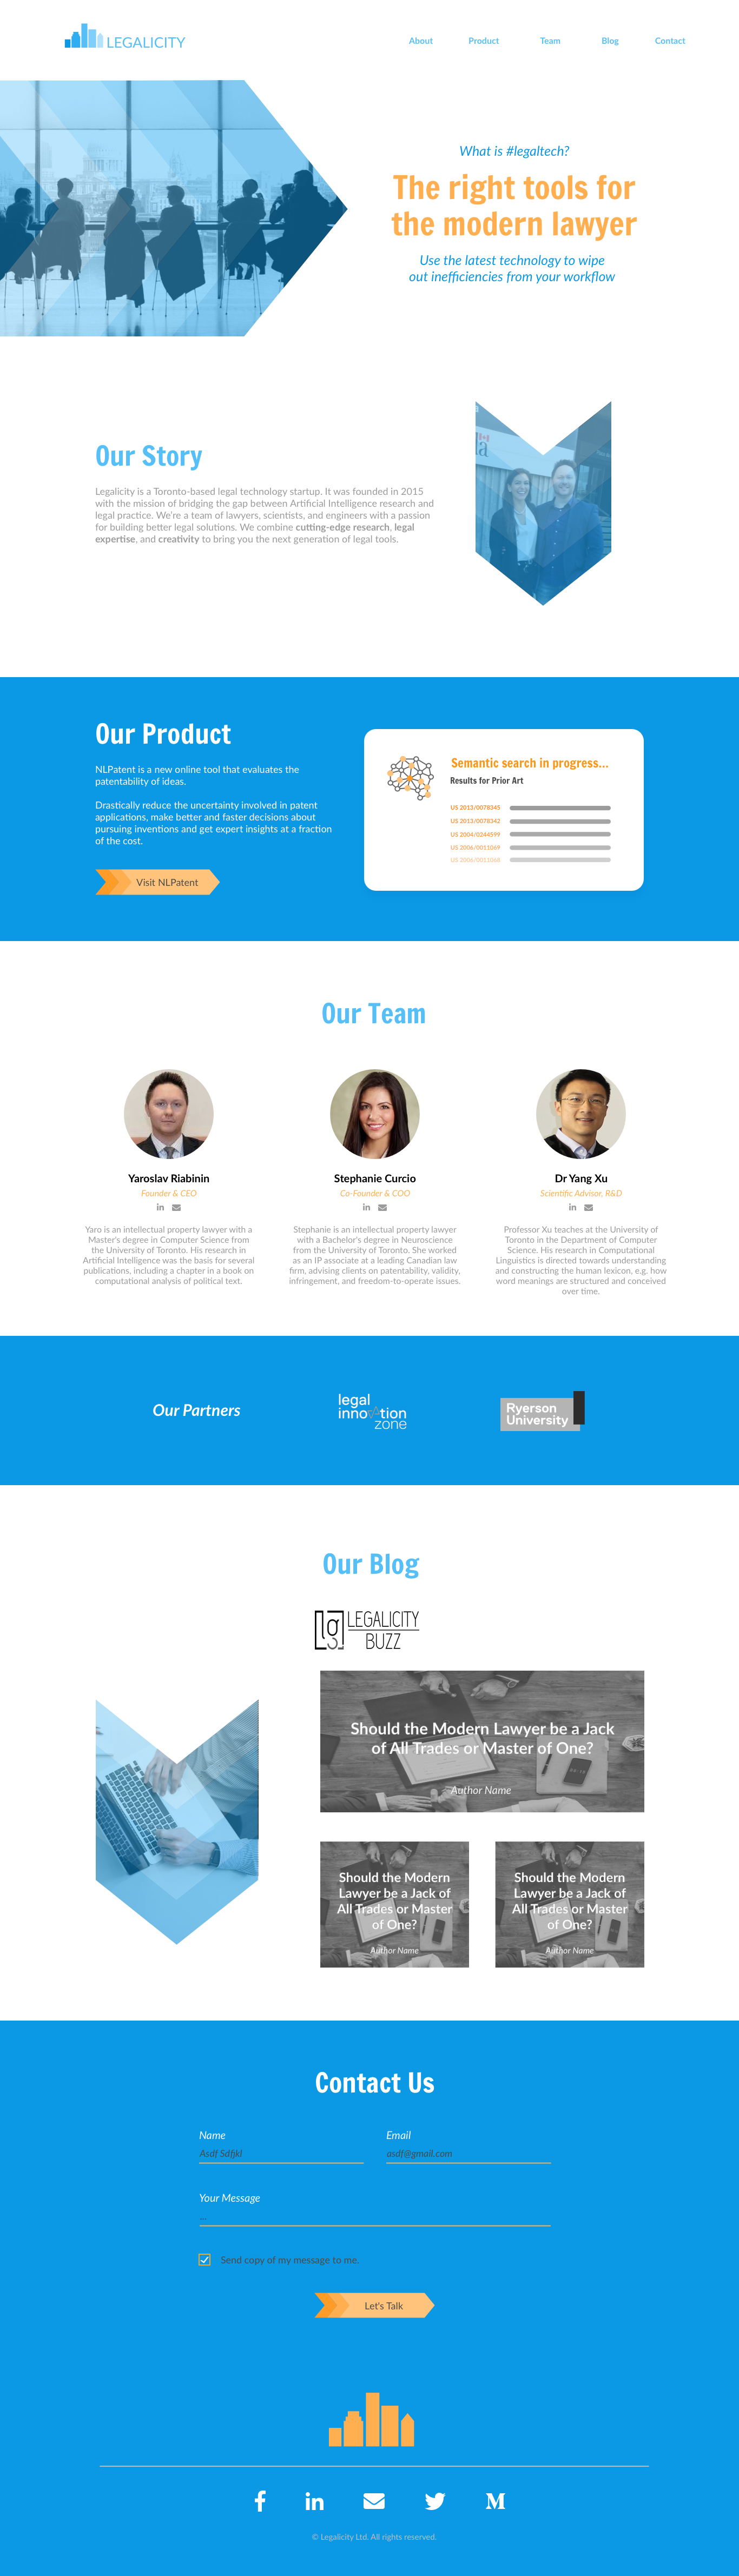 LEGALICITY
About Product Team Blog Contact
What is #legaltech?
The right tools for
the modern lawyer
Use the latest technology to wipe
out inefficiencies from your workflow
Our Story
Legalicity is a Toronto-based legal technology startup. It was founded in 2015
with the mission of bridging the gap between Artificial Intelligence research and
legal practice. We're a team of lawyers, scientists, and engineers with a passion
for building better legal solutions. We combine cutting-edge research, legal
expertise, and creativity to bring you the next generation of legal tools.
Our Product
NLPatent is a new online tool that evaluates the
patentability of ideas.
Drastically reduce the uncertainty involved in patent
applications, make better and faster decisions about
pursuing inventions and get expert insights at a fraction
of the cost.
Visit NLPatent
Semantic search in progress...
Results for Prior Art
US 2013/0078345
US 2013/0078342
US 2004/0244599
US 2006/0011069
US 2006/0011068
Our Team
Yaroslav Riabinin
Founder & CEO
in
Yaro is an intellectual property lawyer with a
Master's degree in Computer Science from
the University of Toronto. His research in
Artificial Intelligence was the basis for several
publications, including a chapter in a book on
computational analysis of political text.
Stephanie Curcio
Co-Founder & COO
in
Stephanie is an intellectual property lawyer
with a Bachelor's degree in Neuroscience
from the University of Toronto. She worked
as an IP associate at a leading Canadian law
firm, advising clients on patentability, validity,
infringement, and freedom-to-operate issues.
Dr Yang Xu
Scientific Advisor, R&D
in
Professor Xu teaches at the University of
Toronto in the Department of Computer
Science. His research in Computational
Linguistics is directed towards understanding
and constructing the human lexicon, e.g. how
word meanings are structured and conceived
over time.
Our Partners
legal
innovation
zone
Ryerson
University
Our Blog
lg LEGALICITY
BUZZ
Should the Modern Lawyer be a Jack
of All Trades or Master of One?
Author Name
Should the Modern
Lawyer be a Jack of
All Trades or Master
of One?
Author Name
Should the Modern
Lawyer be a Jack of
All Trades or Master
of One?
Author Name
Contact Us
Name
Asdf Sdfjkl
Email
asdf@gmail.com
Your Message
...
Send copy of my message to me.
Let's Talk
f in M
© Legalicity Ltd. All rights reserved.